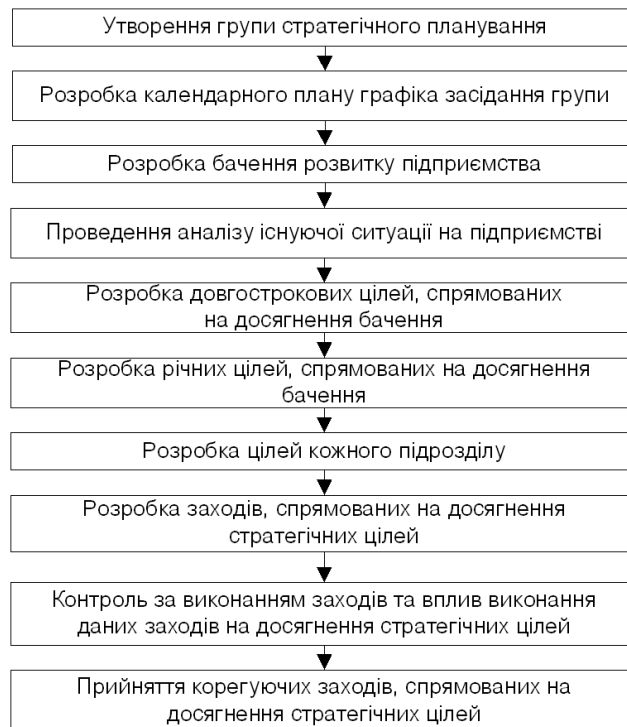 Утворення групи стратегічного планування
Розробка календарного плану графіка засідання групи
Розробка бачення розвитку підприємства
Проведення аналізу існуючої ситуації на підприємстві
Розробка довгострокових цілей, спрямованих
на досягнення бачення
Розробка річних цілей, спрямованих на досягнення
бачення
Розробка цілей кожного підрозділу
Розробка заходів, спрямованих на досягнення
стратегічних цілей
Контроль за виконанням заходів та вплив виконання
даних заходів на досягнення стратегічних цілей
Прийняття корегуючих заходів, спрямованих на
досягнення стратегічних цілей